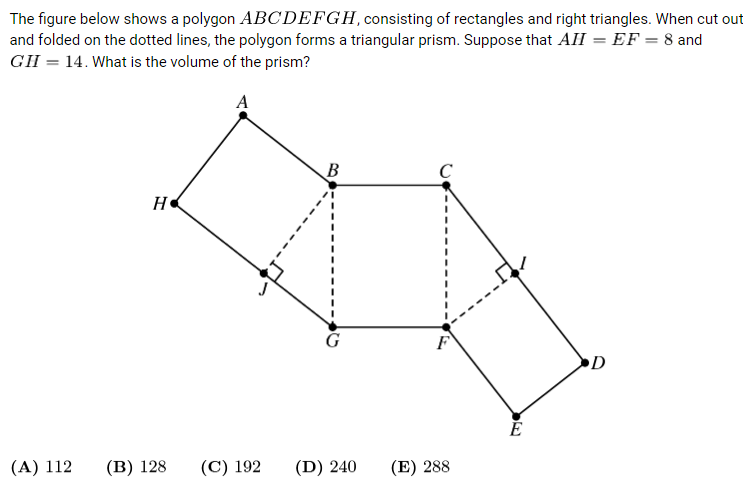 The figure below shows a polygon ABCDEFGH, consisting of rectangles and right triangles. When cut out
and folded on the dotted lines, the polygon forms a triangular prism. Suppose that AH = EF = 8 and
GH = 14. What is the volume of the prism?
A
B
C
H
I
J
G
F
D
E
(A) 112 (B) 128 (C) 192 (D) 240 (E) 288